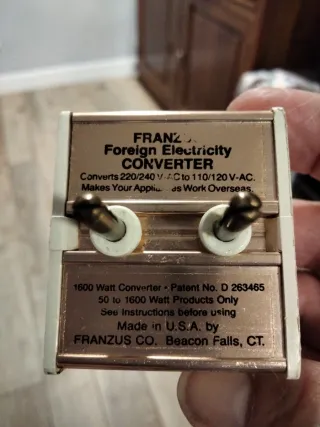 FRANZUS
Foreign Electricity
CONVERTER
Converts 220/240 V-AC to 110/120 V-AC.
Makes Your Appliances Work Overseas.
1600 Watt Converter • Patent No. D 263465
50 to 1600 Watt Products Only
See Instructions before using
Made in U.S.A. by
FRANZUS CO. Beacon Falls, CT.